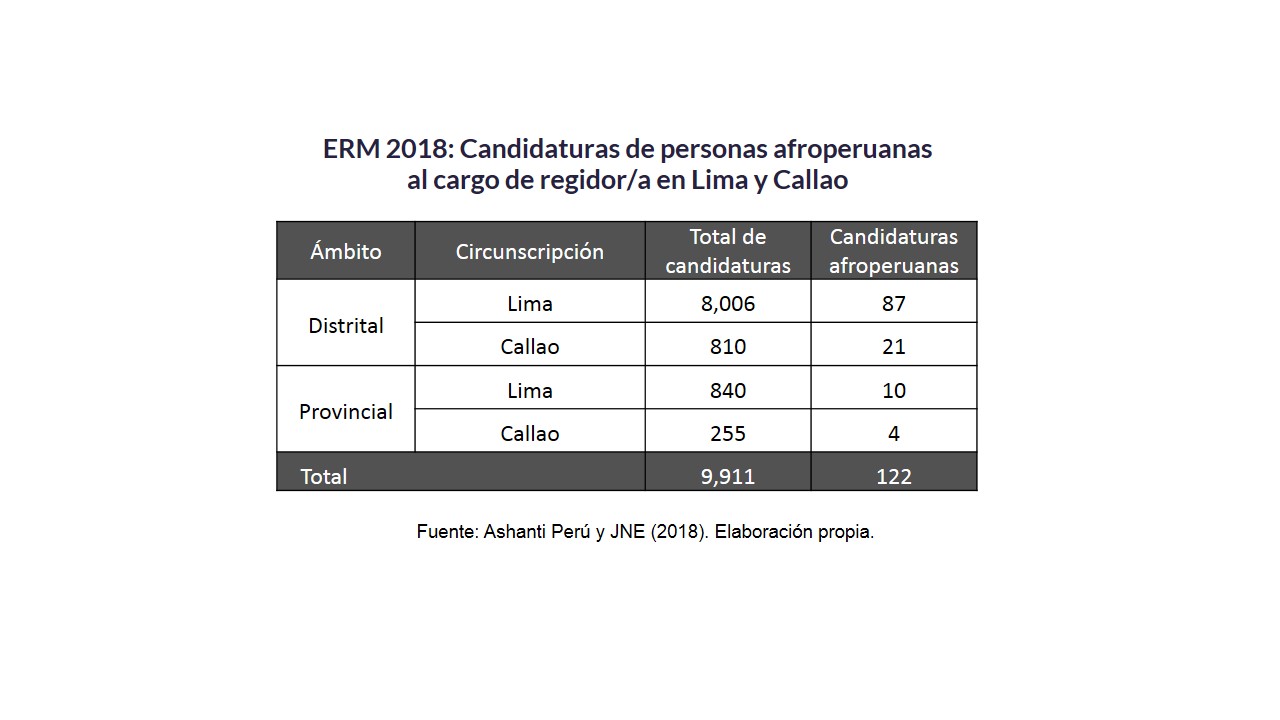 ERM 2018: Candidaturas de personas afroperuanas
al cargo de regidor/a en Lima y Callao
Ámbito Circunscripción Total de candidaturas Candidaturas afroperuanas
Distrital Lima 8,006 87
Callao 810 21
Provincial Lima 840 10
Callao 255 4
Total 9,911 122
Fuente: Ashanti Perú y JNE (2018). Elaboración propia.